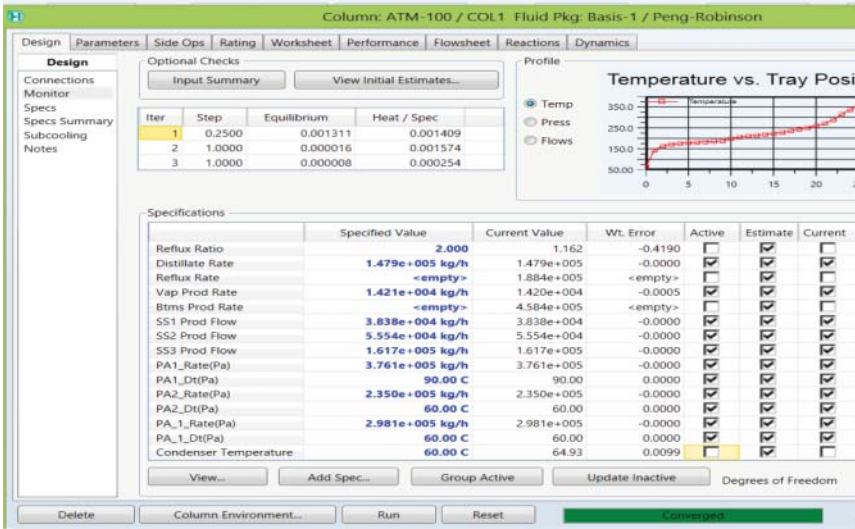 Column: ATM-100 / COL1 Fluid Pkg: Basis-1 / Peng-Robinson
Design Parameters Side Ops Rating Worksheet Performance Flowsheet Reactions Dynamics
Design
Connections
Monitor
Specs
Specs Summary
Subcooling
Notes
Optional Checks
Input Summary View Initial Estimates...
Iter Step Equilibrium Heat / Spec
1 0.2500 0.001311 0.001409
2 1.0000 0.000016 0.001574
3 1.0000 0.000008 0.000254
Profile
Temp
Press
Flows
Temperature vs. Tray Posi
Temperature
350.0
250.0
150.0
50.00
0 5 10 15 20
Specifications
Specified Value Current Value Wt. Error Active Estimate Current
Reflux Ratio 2.000 1.162 -0.4190
Distillate Rate 1.479e+005 kg/h 1.479e+005 -0.0000
Reflux Rate <empty> 1.884e+005 <empty>
Vap Prod Rate 1.421e+004 kg/h 1.420e+004 -0.0005
Btms Prod Rate <empty> 4.584e+005 <empty>
SS1 Prod Flow 3.838e+004 kg/h 3.838e+004 -0.0000
SS2 Prod Flow 5.554e+004 kg/h 5.554e+004 -0.0000
SS3 Prod Flow 1.617e+005 kg/h 1.617e+005 -0.0000
PA1_Rate(Pa) 3.761e+005 kg/h 3.761e+005 -0.0000
PA1_Dt(Pa) 90.00 C 90.00 0.0000
PA2_Rate(Pa) 2.350e+005 kg/h 2.350e+005 -0.0000
PA2_Dt(Pa) 60.00 C 60.00 0.0000
PA_1_Rate(Pa) 2.981e+005 kg/h 2.981e+005 -0.0000
PA_1_Dt(Pa) 60.00 C 60.00 0.0000
Condenser Temperature 60.00 C 64.93 0.0099
View... Add Spec... Group Active Update Inactive Degrees of Freedom
Delete Column Environment... Run Reset Converged